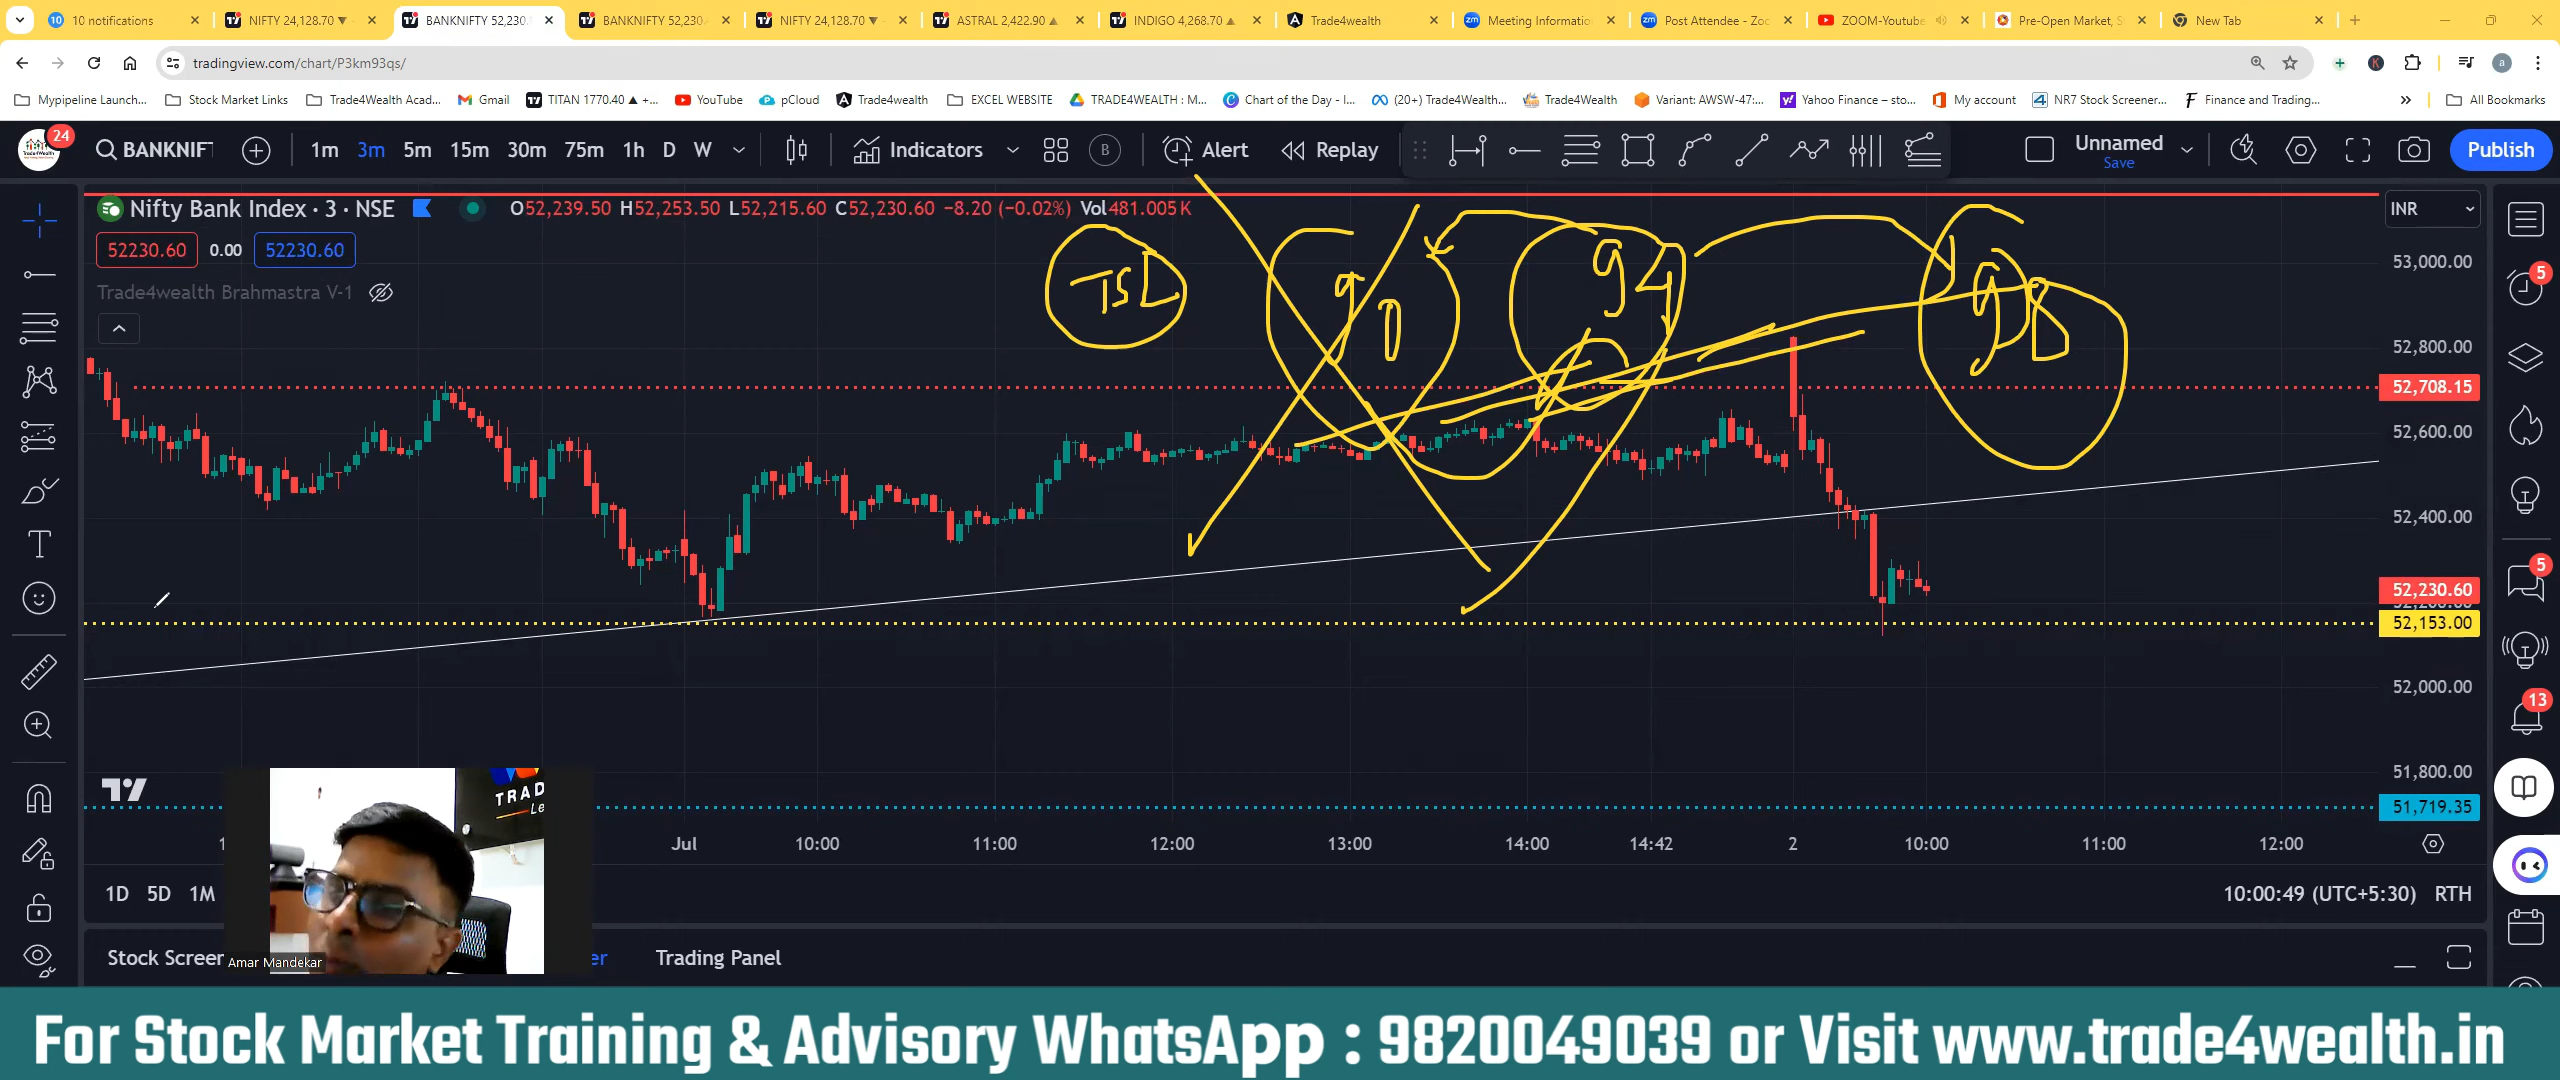 10 notifications
NIFTY 24,128.70 ▼
BANKNIFTY 52,230.
BANKNIFTY 52,230
NIFTY 24,128.70 ▼
ASTRAL 2,422.90 ▲
INDIGO 4,268.70 ▲
Trade4wealth
Meeting Informatio
Post Attendee - Zoo
ZOOM-Youtube
Pre-Open Market, S
New Tab
tradingview.com/chart/P3km93qs/
Mypipeline Launch...
Stock Market Links
Trade4Wealth Acad...
Gmail
TITAN 1770.40 ▲ +...
YouTube
pCloud
Trade4wealth
EXCEL WEBSITE
TRADE4WEALTH : M...
Chart of the Day - I...
(20+) Trade4Wealth...
Trade4Wealth
Variant: AWSW-47:...
Yahoo Finance – sto...
My account
NR7 Stock Screener...
Finance and Trading...
All Bookmarks
24
BANKNIFT
1m 3m 5m 15m 30m 75m 1h D W
Indicators
B
Alert
Replay
Unnamed
Save
Publish
Nifty Bank Index · 3 · NSE
O52,239.50 H52,253.50 L52,215.60 C52,230.60 −8.20 (−0.02%) Vol481.005K
INR
52230.60 0.00 52230.60
Trade4wealth Brahmastra V-1
TSL
90
94
98
53,000.00
52,800.00
52,708.15
52,600.00
52,400.00
52,230.60
52,153.00
52,000.00
51,800.00
51,719.35
5
5
13
Jul 10:00 11:00 12:00 13:00 14:00 14:42 2 10:00 11:00 12:00
1D 5D 1M
10:00:49 (UTC+5:30) RTH
Stock Screer
er
Trading Panel
TRAD
Le
Amar Mandekar
For Stock Market Training & Advisory WhatsApp : 9820049039 or Visit www.trade4wealth.in